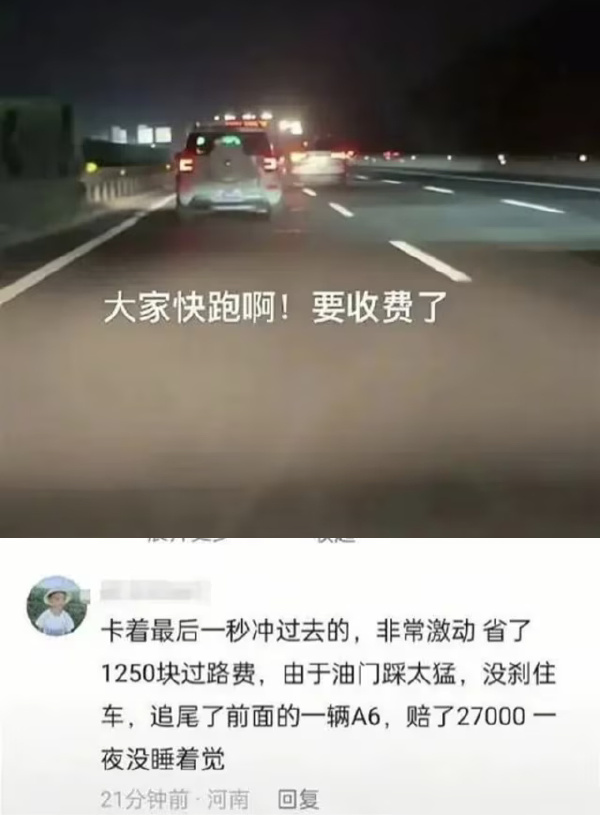 大家快跑啊！要收费了
卡着最后一秒冲过去的，非常激动 省了
1250块过路费，由于油门踩太猛，没刹住
车，追尾了前面的一辆A6，赔了27000 一
夜没睡着觉
21分钟前·河南 回复